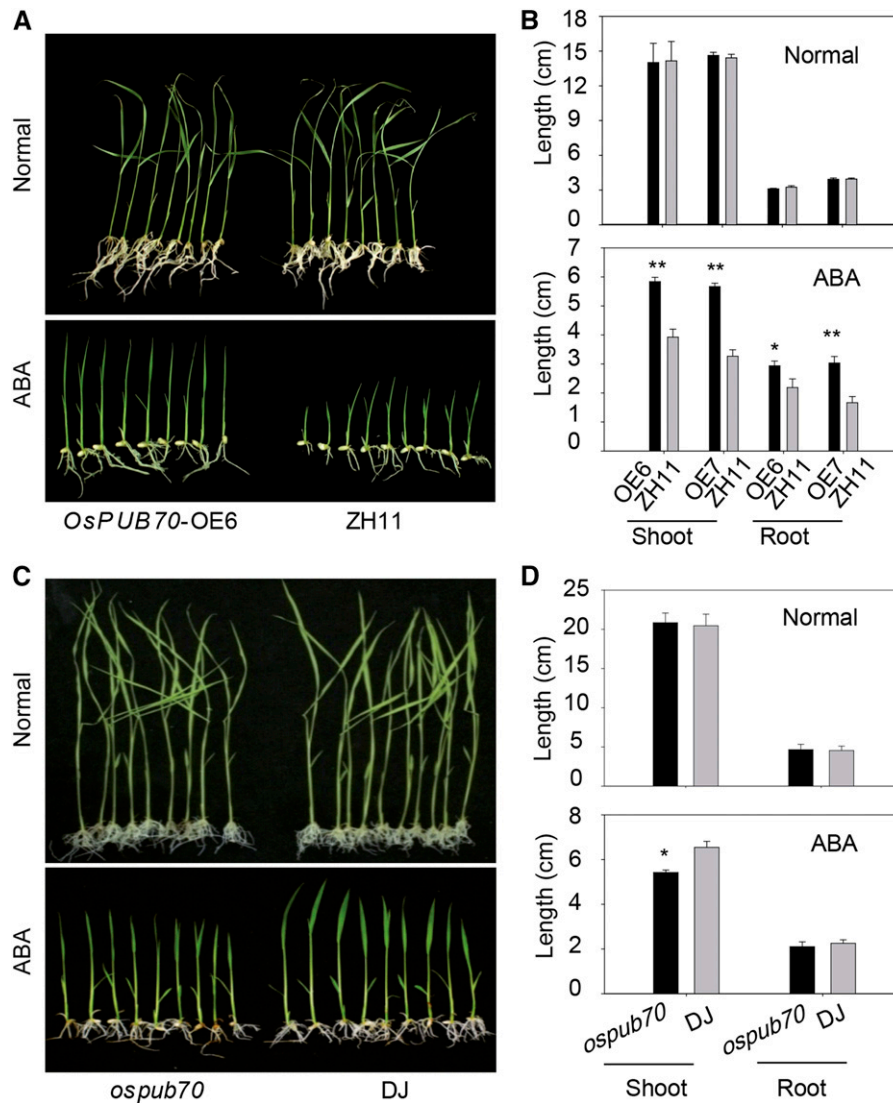 A
Normal
ABA
OsPUB70-OE6
ZH11
B
Length (cm)
18
15
12
9
6
3
0
Normal
Length (cm)
7
6
5
4
3
2
1
0
ABA
**
**
*
**
OE6
ZH11
OE7
ZH11
OE6
ZH11
OE7
ZH11
Shoot
Root
C
Normal
ABA
ospub70
DJ
D
Length (cm)
25
20
15
10
5
0
Normal
Length (cm)
8
6
4
2
0
ABA
*
ospub70
DJ
ospub70
DJ
Shoot
Root